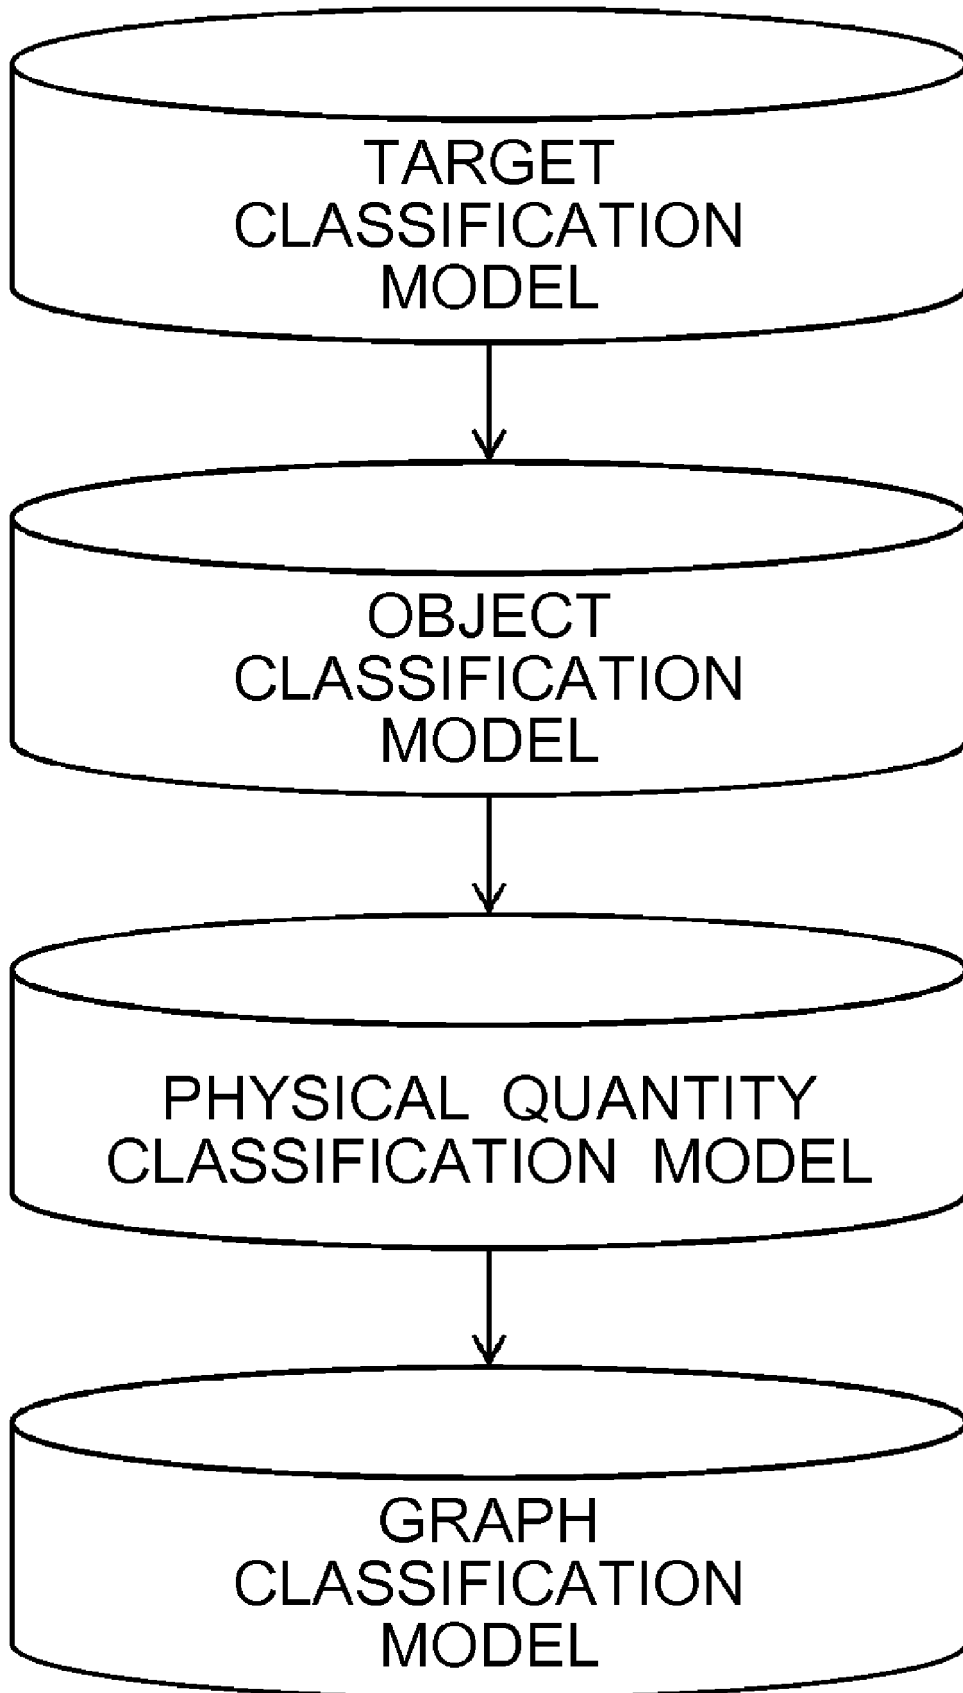 TARGET
CLASSIFICATION
MODEL
OBJECT
CLASSIFICATION
MODEL
PHYSICAL QUANTITY
CLASSIFICATION MODEL
GRAPH
CLASSIFICATION
MODEL